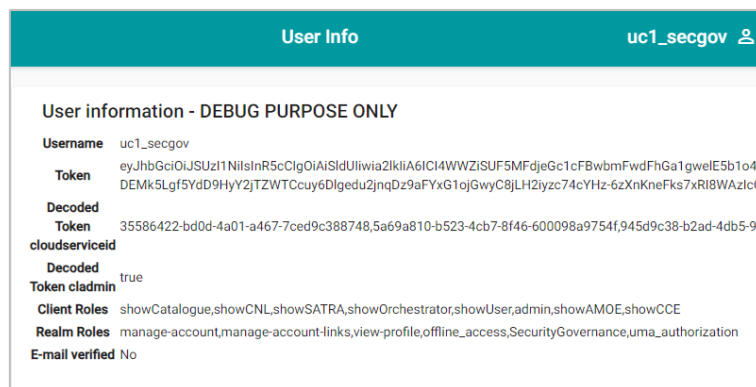 User Info
uc1_secgov
User information - DEBUG PURPOSE ONLY
Username uc1_secgov
Token
Decoded
Token 35586422-bd0d-4a01-a467-7ced9c388748,5a69a810-b523-4cb7-8f46-600098a9754f,945d9c38-b2ad-4db5-9
cloudserviceid
Decoded
Token cladmin true
Client Roles showCatalogue,showCNL,showSATRA,showOrchestrator,showUser,admin,showAMOE,showCCE
Realm Roles manage-account,manage-account-links,view-profile,offline_access,SecurityGovernance,uma_authorization
E-mail verified No